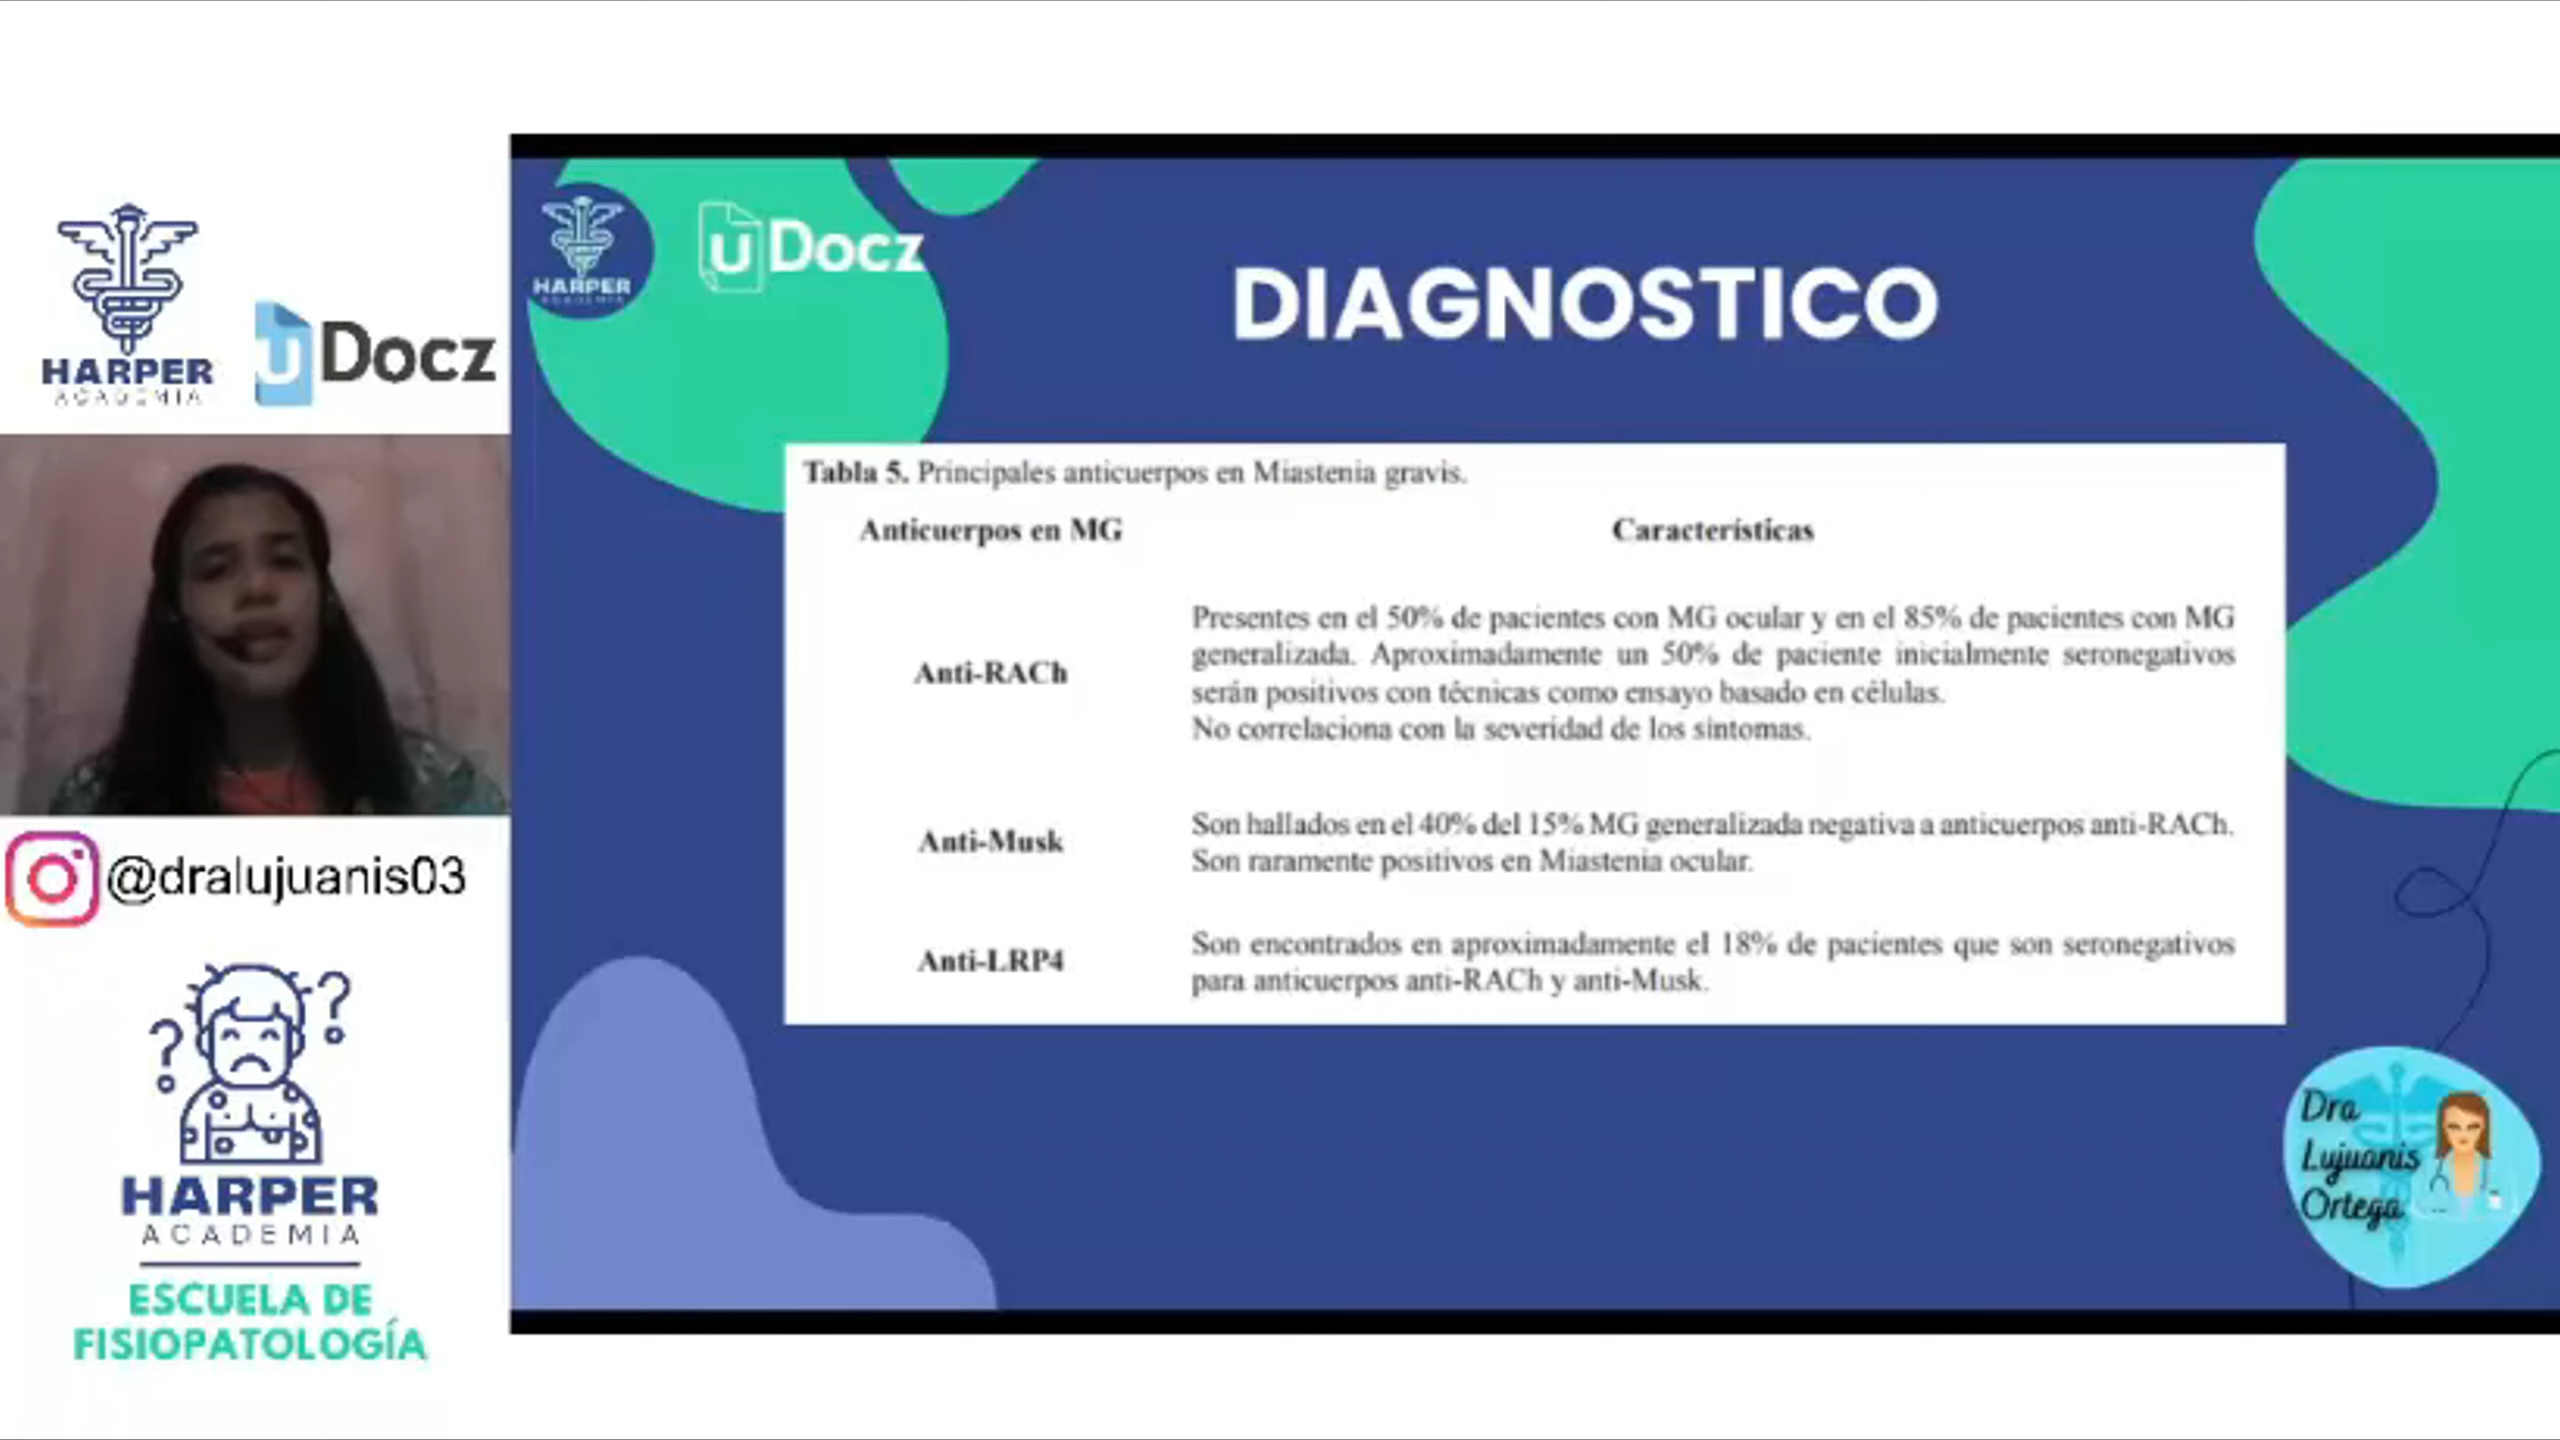 HARPER
ACADEMIA
uDocz
@dralujuanis03
HARPER
ACADEMIA
ESCUELA DE
FISIOPATOLOGÍA
HARPER
ACADEMIA
uDocz
DIAGNOSTICO
Tabla 5. Principales anticuerpos en Miastenia gravis.
Anticuerpos en MG Características
Anti-RACh
Presentes en el 50% de pacientes con MG ocular y en el 85% de pacientes con MG
generalizada. Aproximadamente un 50% de paciente inicialmente seronegativos
serán positivos con técnicas como ensayo basado en células.
No correlaciona con la severidad de los síntomas.
Anti-Musk
Son hallados en el 40% del 15% MG generalizada negativa a anticuerpos anti-RACh.
Son raramente positivos en Miastenia ocular.
Anti-LRP4
Son encontrados en aproximadamente el 18% de pacientes que son seronegativos
para anticuerpos anti-RACh y anti-Musk.
Dra
Lujuanis
Ortega